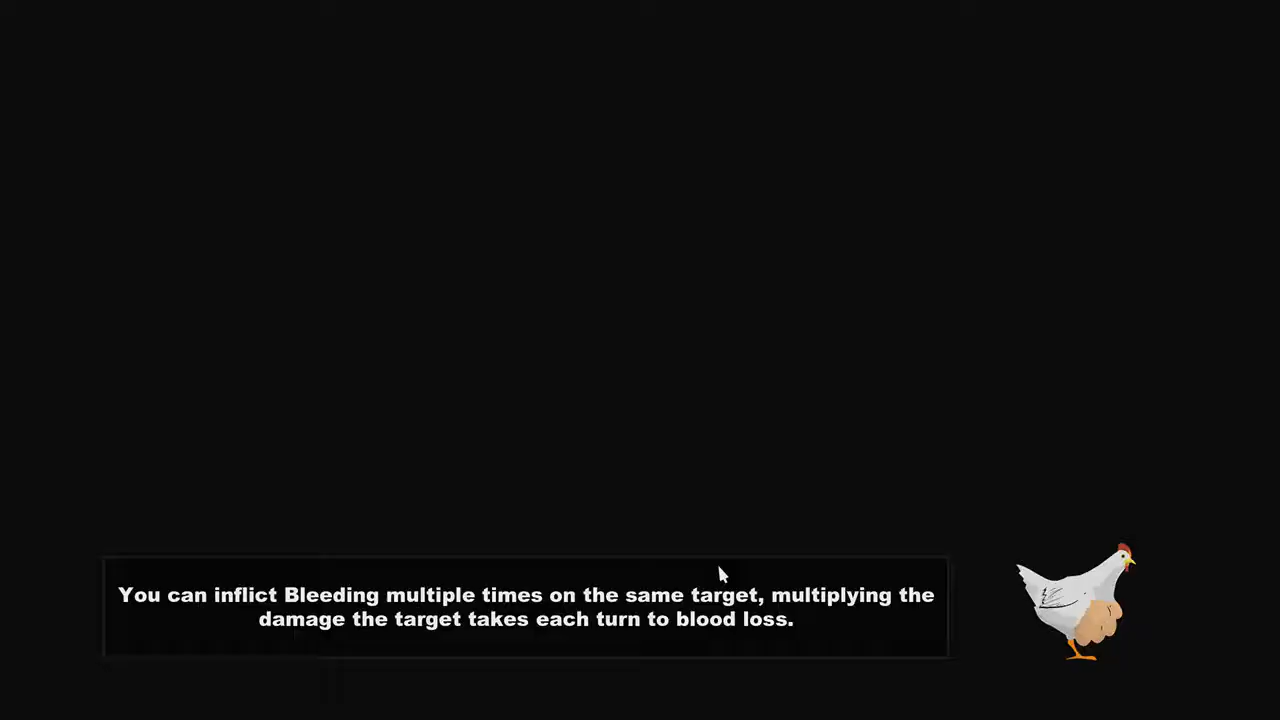 You can inflict Bleeding multiple times on the same target, multiplying the
damage the target takes each turn to blood loss.